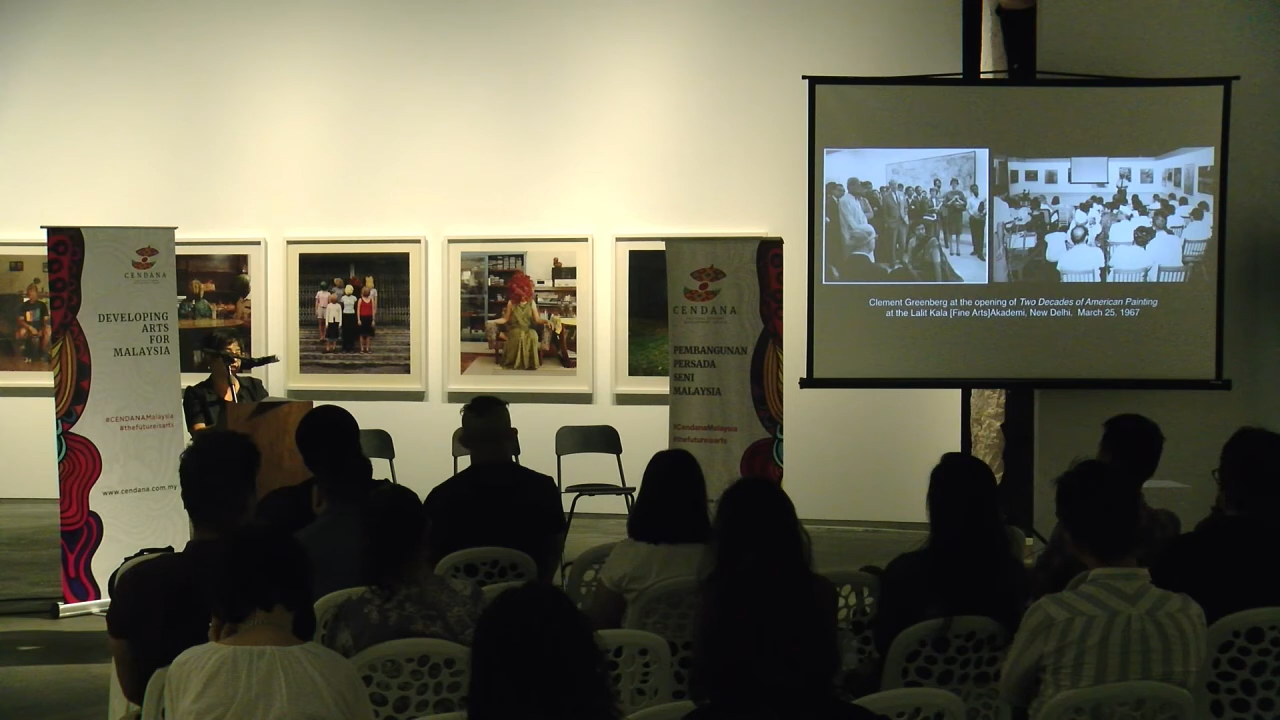 CENDANA
DEVELOPING
ARTS
FOR
MALAYSIA
#CENDANAMalaysia
#thefutureisarts
www.cendana.com.my
CENDANA
PEMBANGUNAN
PERSADA
SENI
MALAYSIA
#CendanaMalaysia
#thefutureisarts
Clement Greenberg at the opening of Two Decades of American Painting
at the Lalit Kala [Fine Arts]Akademi, New Delhi, March 25, 1967